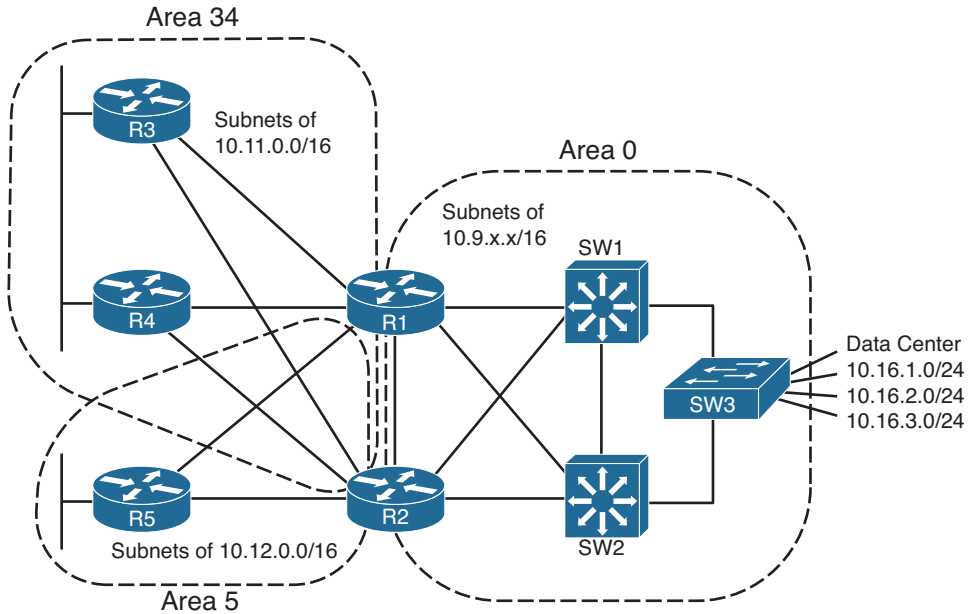 Area 34
R3
Subnets of
10.11.0.0/16
Area 0
Subnets of
10.9.x.x/16
SW1
R4
R1
Data Center
10.16.1.0/24
10.16.2.0/24
10.16.3.0/24
SW3
R5
R2
SW2
Subnets of 10.12.0.0/16
Area 5